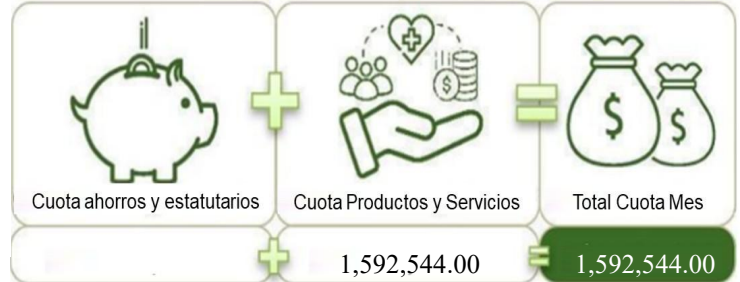 Cuota ahorros y estatutarios
Cuota Productos y Servicios
Total Cuota Mes
+ 1,592,544.00 = 1,592,544.00